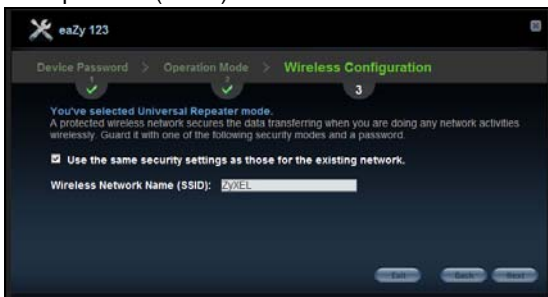 eaZy 123
Device Password > Operation Mode > Wireless Configuration
3
You've selected Universal Repeater mode.
A protected wireless network secures the data transferring when you are doing any network activities
wirelessly. Guard it with one of the following security modes and a password.
Use the same security settings as those for the existing network.
Wireless Network Name (SSID): ZyXEL
Exit Back Next